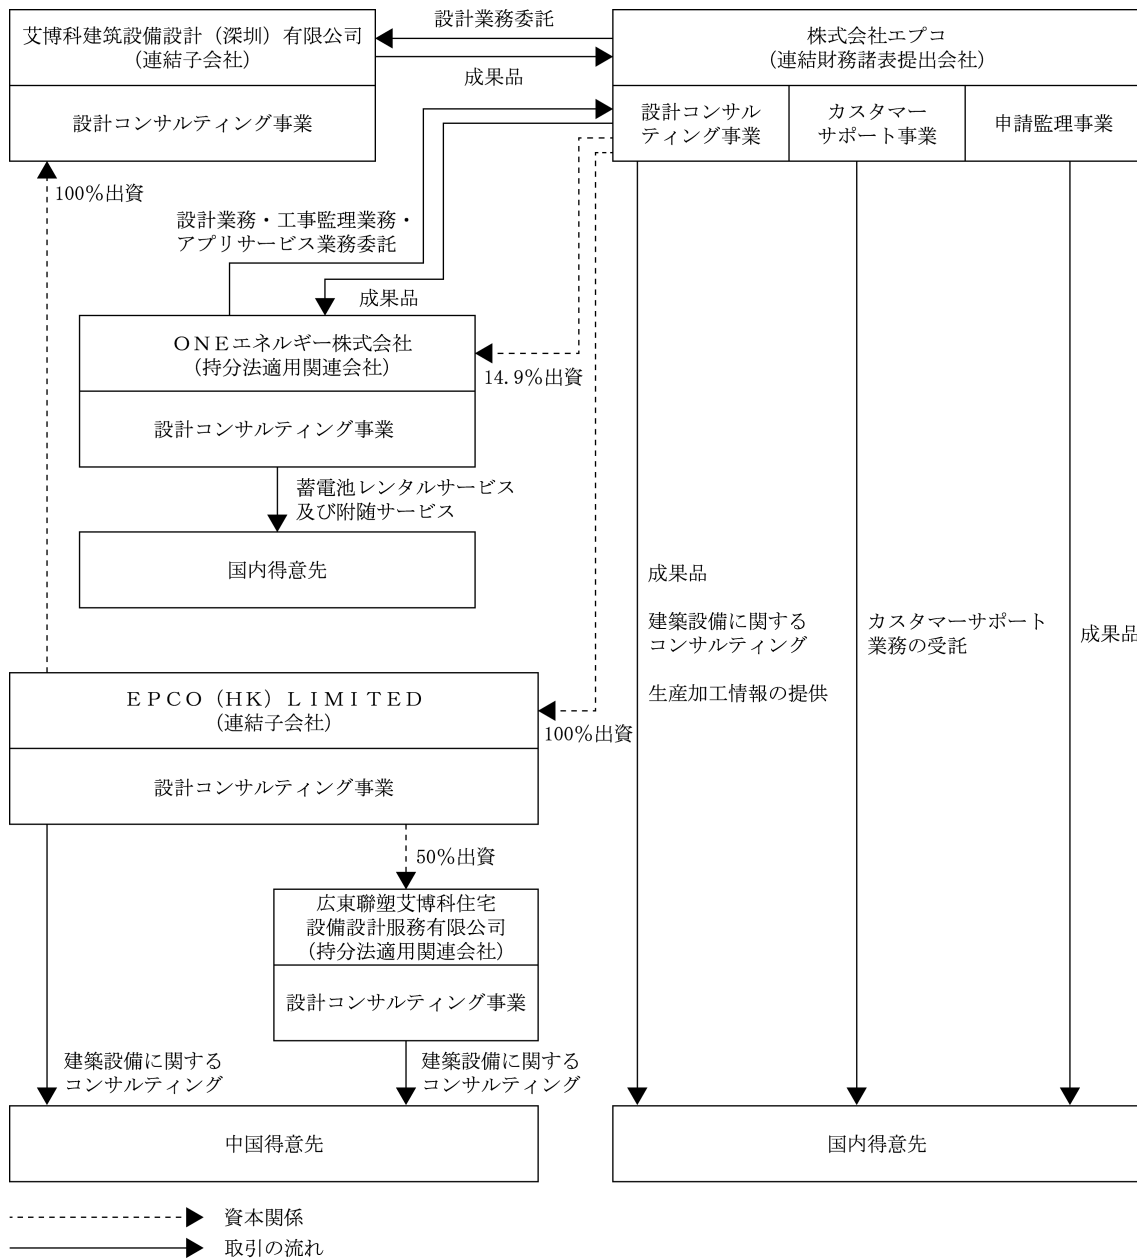 艾博科建筑設備設計（深圳）有限公司
（連結子会社）
設計コンサルティング事業
設計業務委託
成果品
株式会社エプコ
（連結財務諸表提出会社）
設計コンサル
ティング事業
カスタマー
サポート事業
申請監理事業
100％出資
設計業務・工事監理業務・
アプリサービス業務委託
成果品
ＯＮＥエネルギー株式会社
（持分法適用関連会社）
設計コンサルティング事業
14.9％出資
蓄電池レンタルサービス
及び附随サービス
国内得意先
成果品
建築設備に関する
コンサルティング
生産加工情報の提供
カスタマーサポート
業務の受託
成果品
ＥＰＣＯ（ＨＫ）ＬＩＭＩＴＥＤ
（連結子会社）
設計コンサルティング事業
100％出資
50％出資
広東聯塑艾博科住宅
設備設計服務有限公司
（持分法適用関連会社）
設計コンサルティング事業
建築設備に関する
コンサルティング
建築設備に関する
コンサルティング
中国得意先
国内得意先
資本関係
取引の流れ